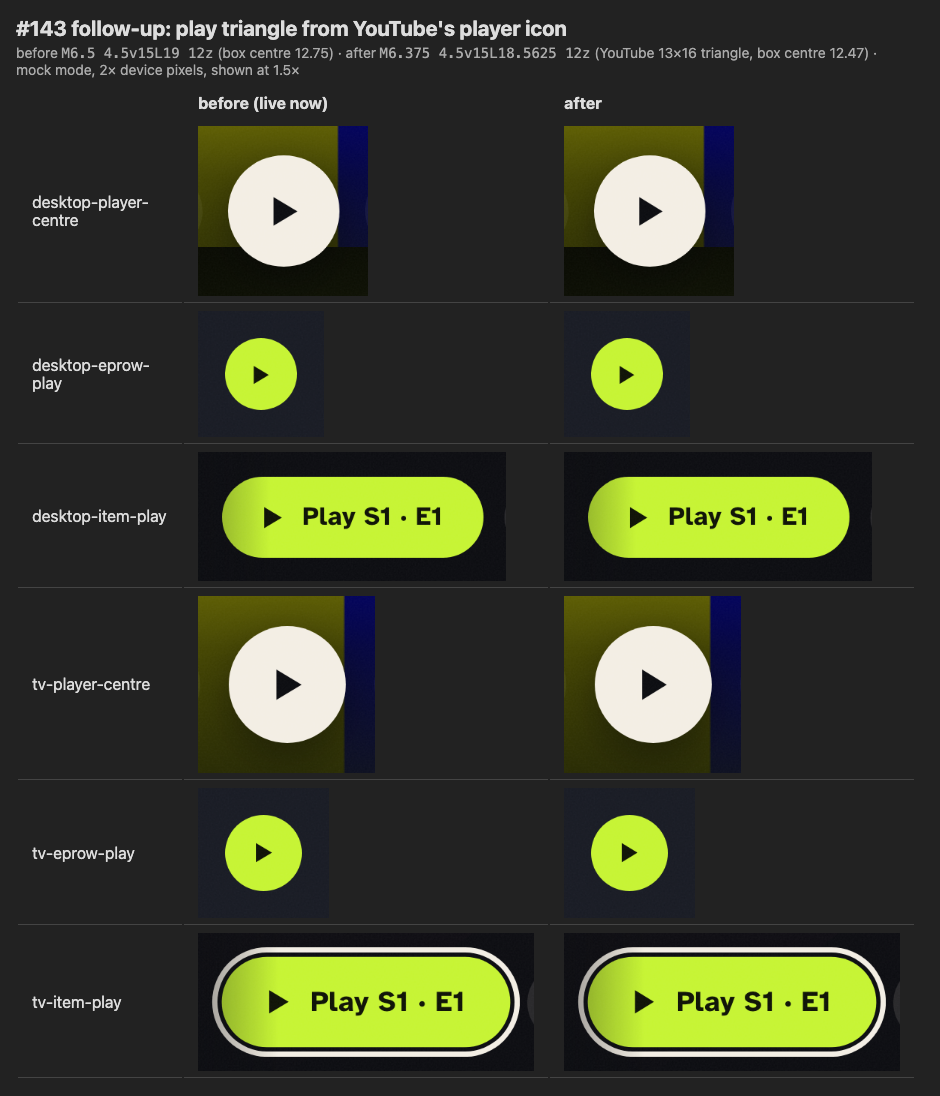 #143 follow-up: play triangle from YouTube's player icon
before M6.5 4.5v15L19 12z (box centre 12.75) · after M6.375 4.5v15L18.5625 12z (YouTube 13×16 triangle, box centre 12.47) ·
mock mode, 2× device pixels, shown at 1.5×
before (live now) after
desktop-player-
centre
desktop-eprow-
play
desktop-item-play
Play S1 · E1
Play S1 · E1
tv-player-centre
tv-eprow-play
tv-item-play
Play S1 · E1
Play S1 · E1